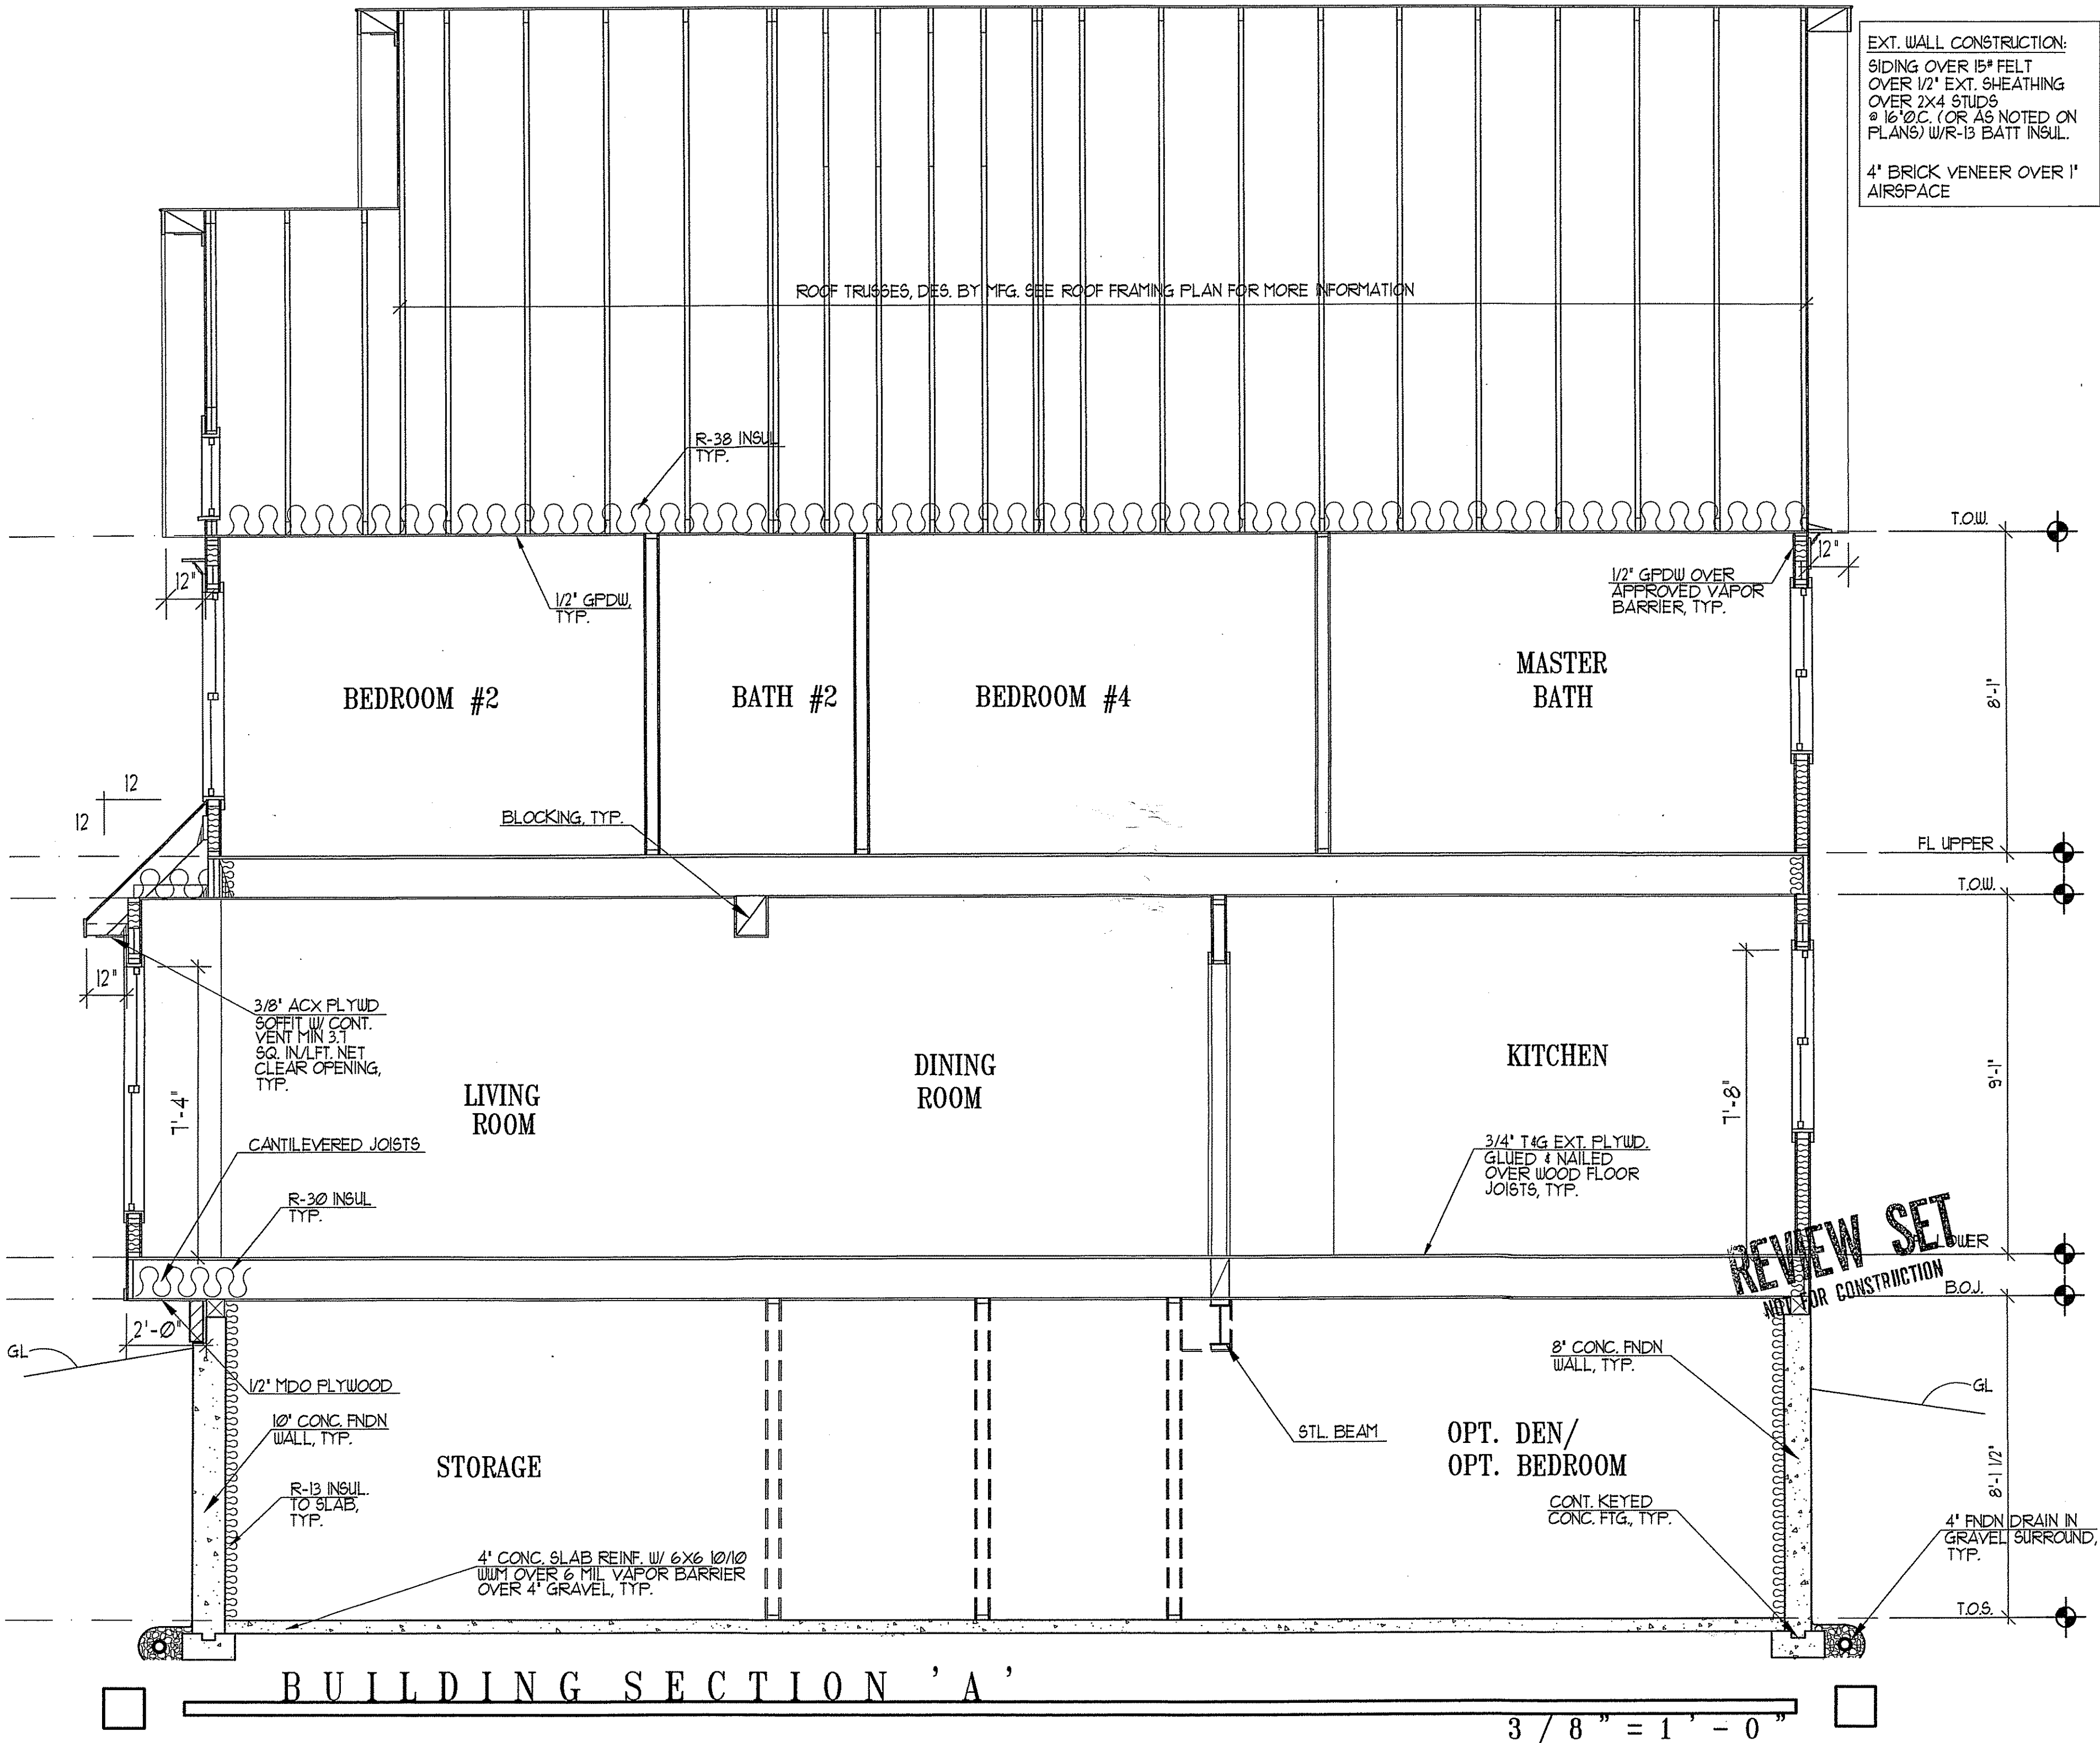 EXT. WALL CONSTRUCTION:
SIDING OVER 15# FELT
OVER 1/2" EXT. SHEATHING
OVER 2X4 STUDS
@ 16"O.C. (OR AS NOTED ON
PLANS) W/R-13 BATT INSUL.
4" BRICK VENEER OVER 1"
AIRSPACE
ROOF TRUSSES, DES. BY MFG. SEE ROOF FRAMING PLAN FOR MORE INFORMATION
R-38 INSUL
TYP.
T.O.W.
12"
12"
1/2" GPDW,
TYP.
1/2" GPDW OVER
APPROVED VAPOR
BARRIER, TYP.
BEDROOM #2
BATH #2
BEDROOM #4
MASTER
BATH
8'-1"
12
12
BLOCKING, TYP.
FL UPPER
T.O.W.
12"
3/8" ACX PLYWD
SOFFIT W/ CONT.
VENT MIN 3.7
SQ. IN/LFT. NET
CLEAR OPENING,
TYP.
7'-4"
LIVING
ROOM
DINING
ROOM
KITCHEN
7'-8"
9'-1"
CANTILEVERED JOISTS
R-30 INSUL
TYP.
3/4" T&G EXT. PLYWD.
GLUED & NAILED
OVER WOOD FLOOR
JOISTS, TYP.
REVIEW SET
NOT FOR CONSTRUCTION
LOWER
B.O.J.
2'-0"
GL
1/2" MDO PLYWOOD
10" CONC. FNDN
WALL, TYP.
8" CONC. FNDN
WALL, TYP.
GL
STL. BEAM
STORAGE
OPT. DEN/
OPT. BEDROOM
R-13 INSUL.
TO SLAB,
TYP.
CONT. KEYED
CONC. FTG., TYP.
8'-1 1/2"
4" FNDN DRAIN IN
GRAVEL SURROUND,
TYP.
4" CONC. SLAB REINF. W/ 6X6 10/10
WWM OVER 6 MIL VAPOR BARRIER
OVER 4" GRAVEL, TYP.
T.O.S.
BUILDING SECTION 'A'
3/8"=1'-0"